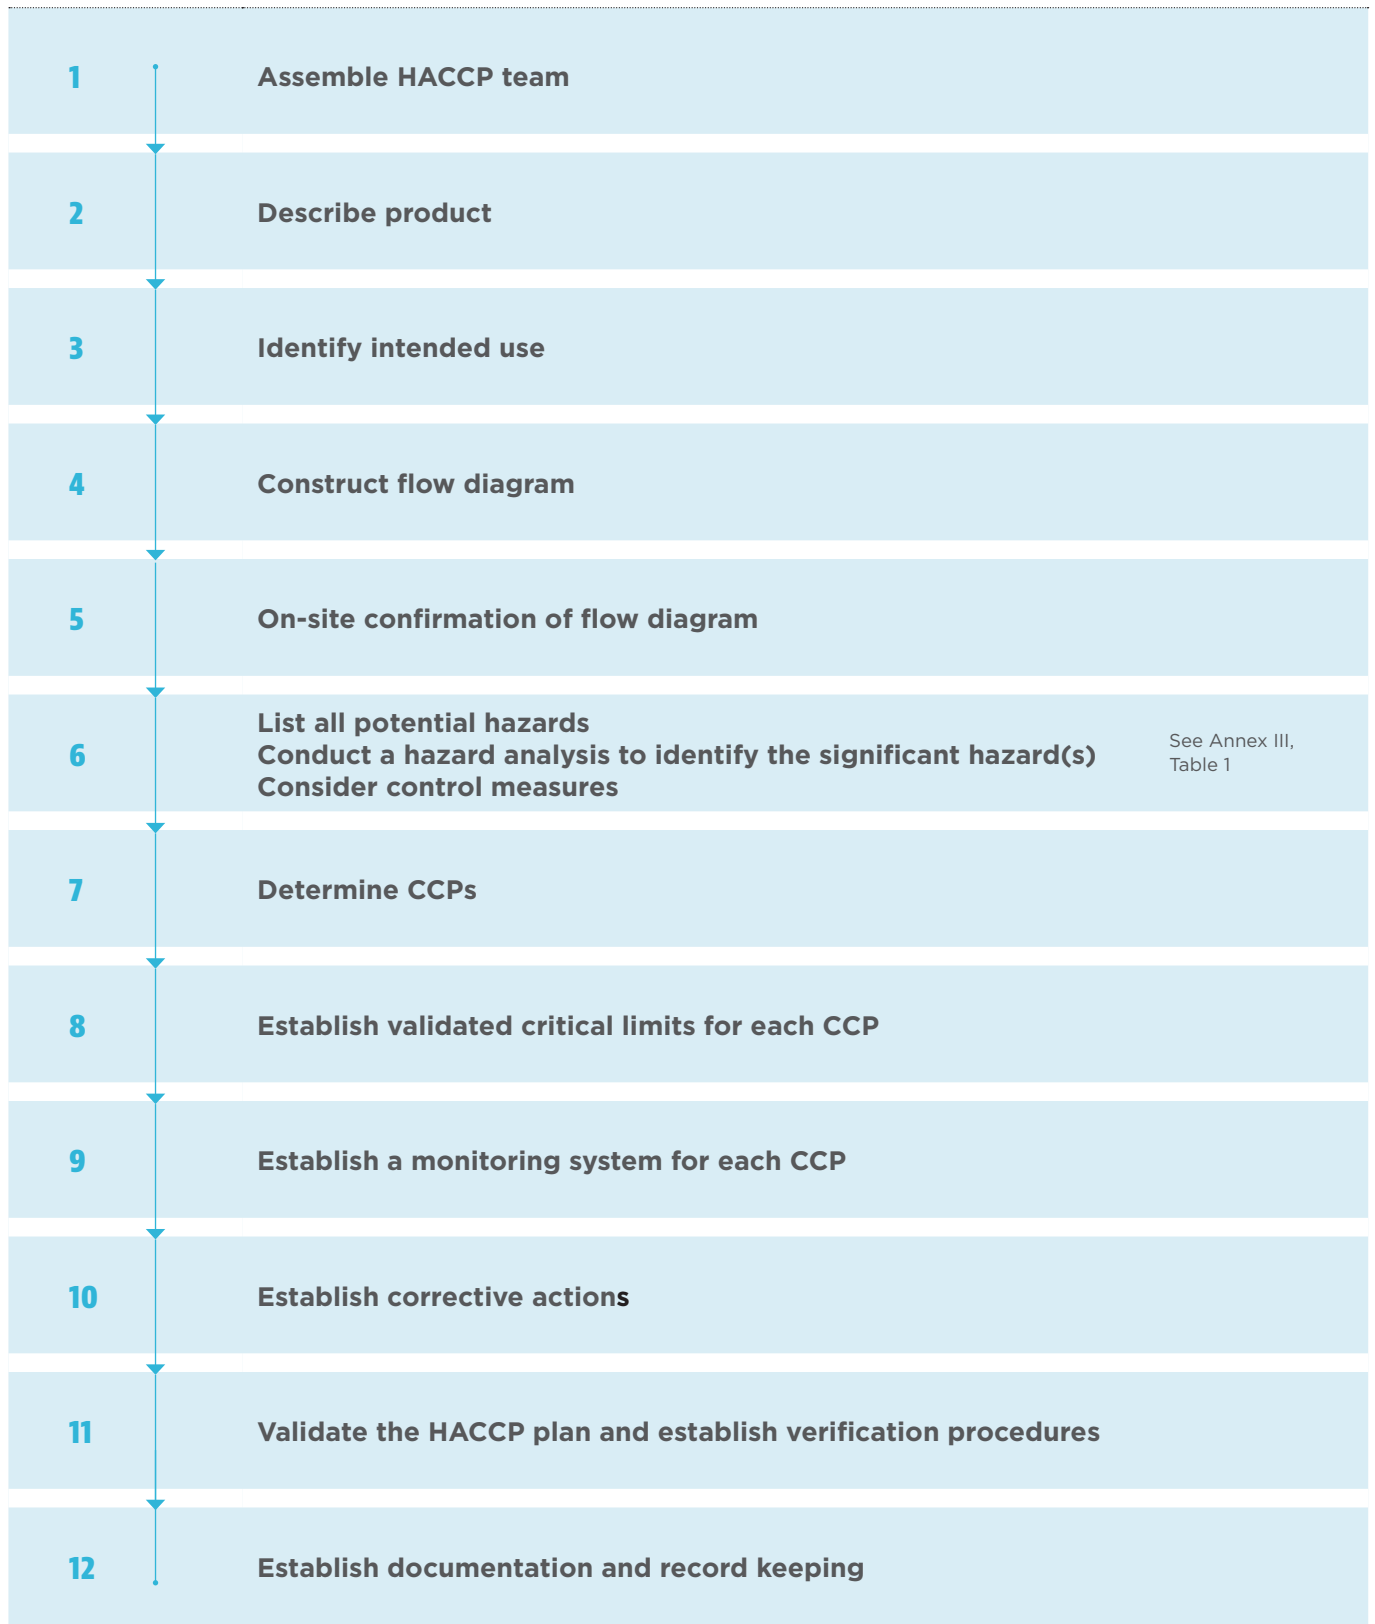 1 Assemble HACCP team
2 Describe product
3 Identify intended use
4 Construct flow diagram
5 On-site confirmation of flow diagram
List all potential hazards
6 Conduct a hazard analysis to identify the significant hazard(s)
Consider control measures
See Annex III,
Table 1
7 Determine CCPs
8 Establish validated critical limits for each CCP
9 Establish a monitoring system for each CCP
10 Establish corrective actions
11 Validate the HACCP plan and establish verification procedures
12 Establish documentation and record keeping